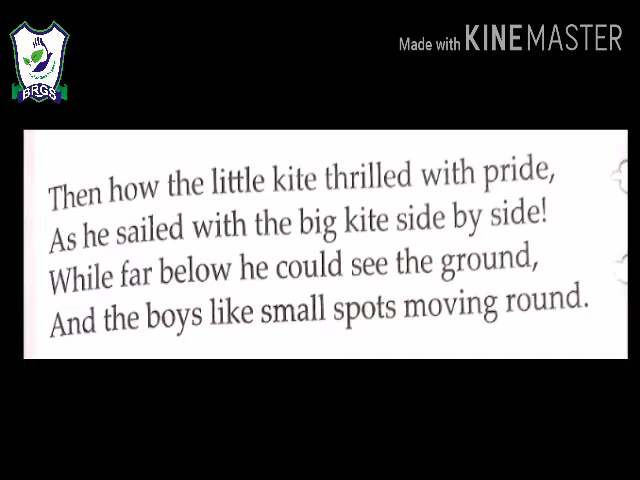 BRGS
Made with KINEMASTER
Then how the little kite thrilled with pride,
As he sailed with the big kite side by side!
While far below he could see the ground,
And the boys like small spots moving round.